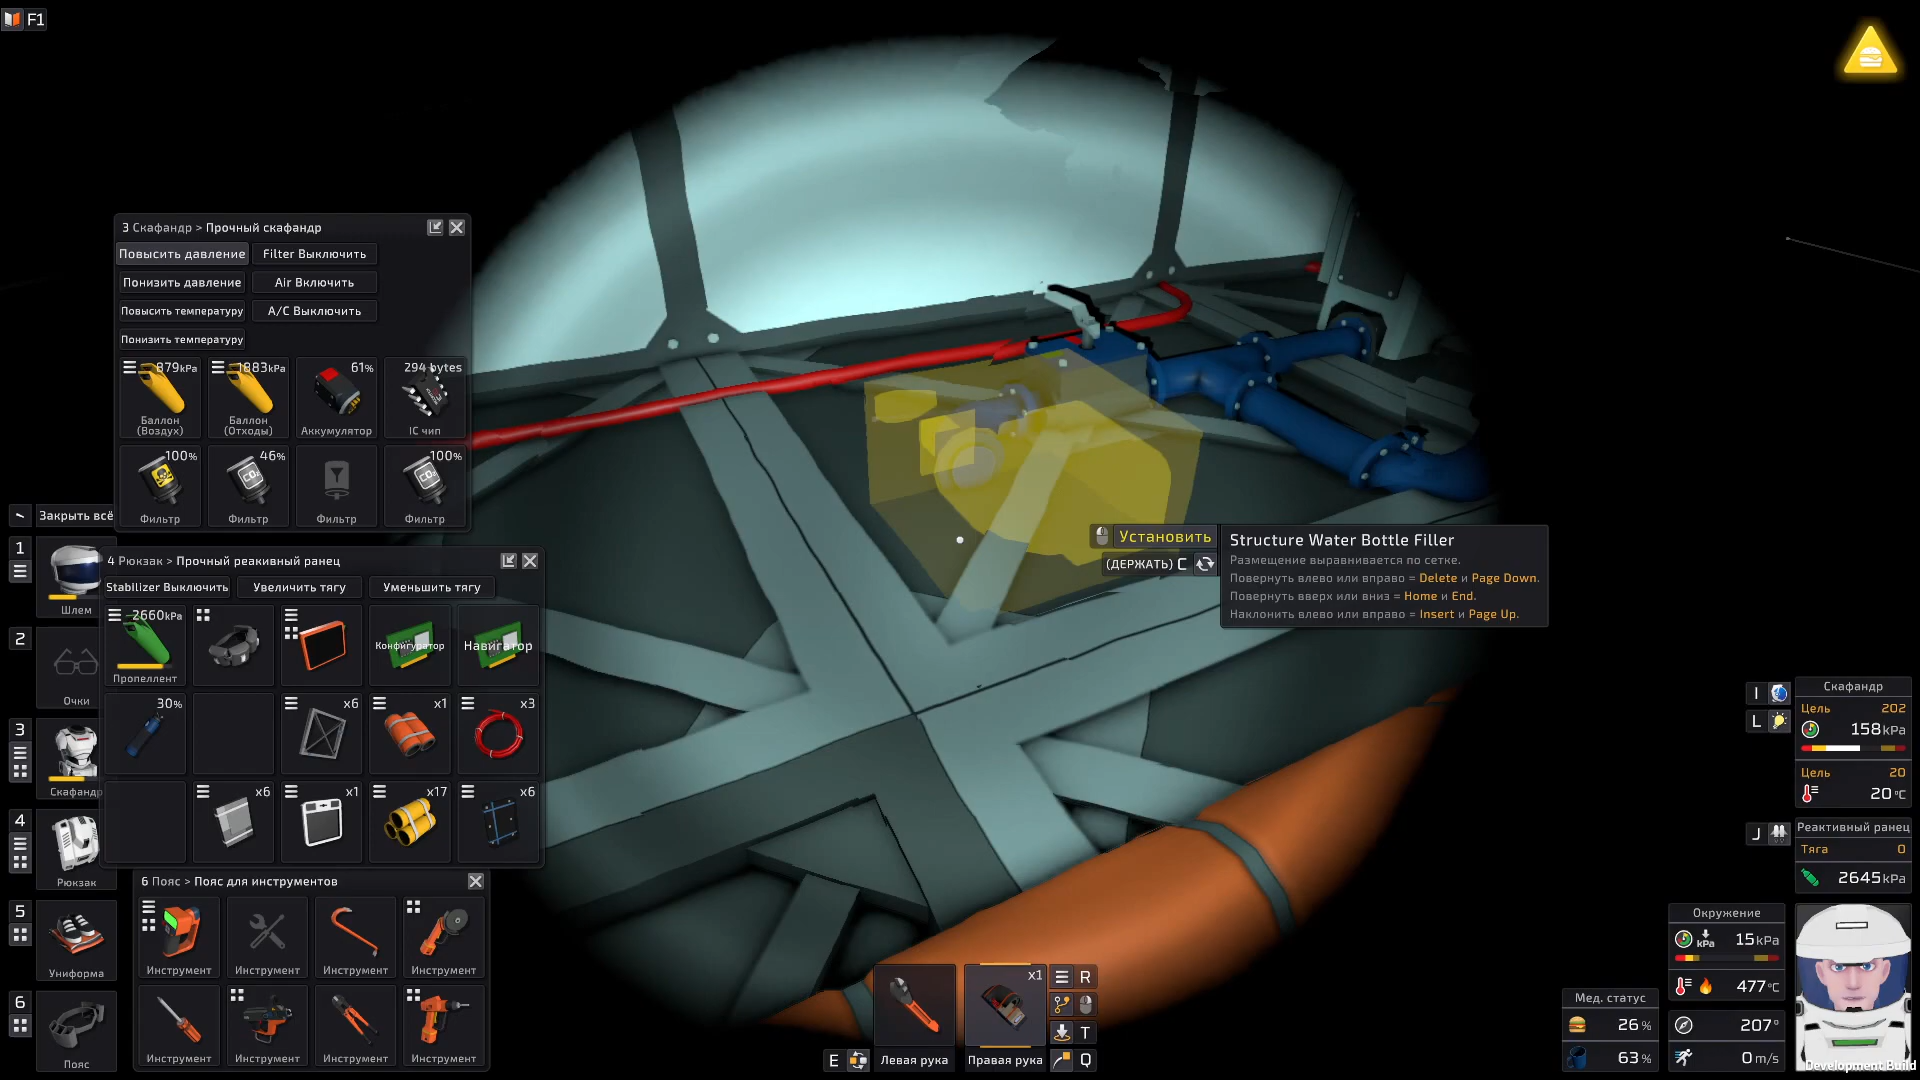 F1
3 Скафандр > Прочный скафандр
Повысить давление
Filter Выключить
Понизить давление
Air Включить
Повысить температуру
A/C Выключить
Понизить температуру
879kPa
1883kPa
61%
294 bytes
Баллон (Воздух)
Баллон (Отходы)
Аккумулятор
IC чип
100%
46%
100%
Фильтр
Фильтр
Фильтр
Фильтр
Закрыть всё
1
Шлем
2
Очки
3
Скафандр
4
Рюкзак
5
Униформа
6
Пояс
4 Рюкзак > Прочный реактивный ранец
Stabilizer Выключить
Увеличить тягу
Уменьшить тягу
2660kPa
Пропеллент
Конфигуратор
Навигатор
30%
x6
x1
x3
x6
x1
x17
x6
6 Пояс > Пояс для инструментов
Инструмент
Инструмент
Инструмент
Инструмент
Инструмент
Инструмент
Инструмент
Инструмент
Установить
(ДЕРЖАТЬ) C
Structure Water Bottle Filler
Размещение выравнивается по сетке.
Повернуть влево или вправо = Delete и Page Down.
Повернуть вверх или вниз = Home и End.
Наклонить влево или вправо = Insert и Page Up.
E
Левая рука
x1
Правая рука
R
T
Q
I
L
J
Скафандр
Цель 202
158kPa
Цель 20
20°C
Реактивный ранец
Тяга 0
2645kPa
Окружение
kPa
15kPa
477°C
207°
0m/s
Мед. статус
26%
63%
Development Build